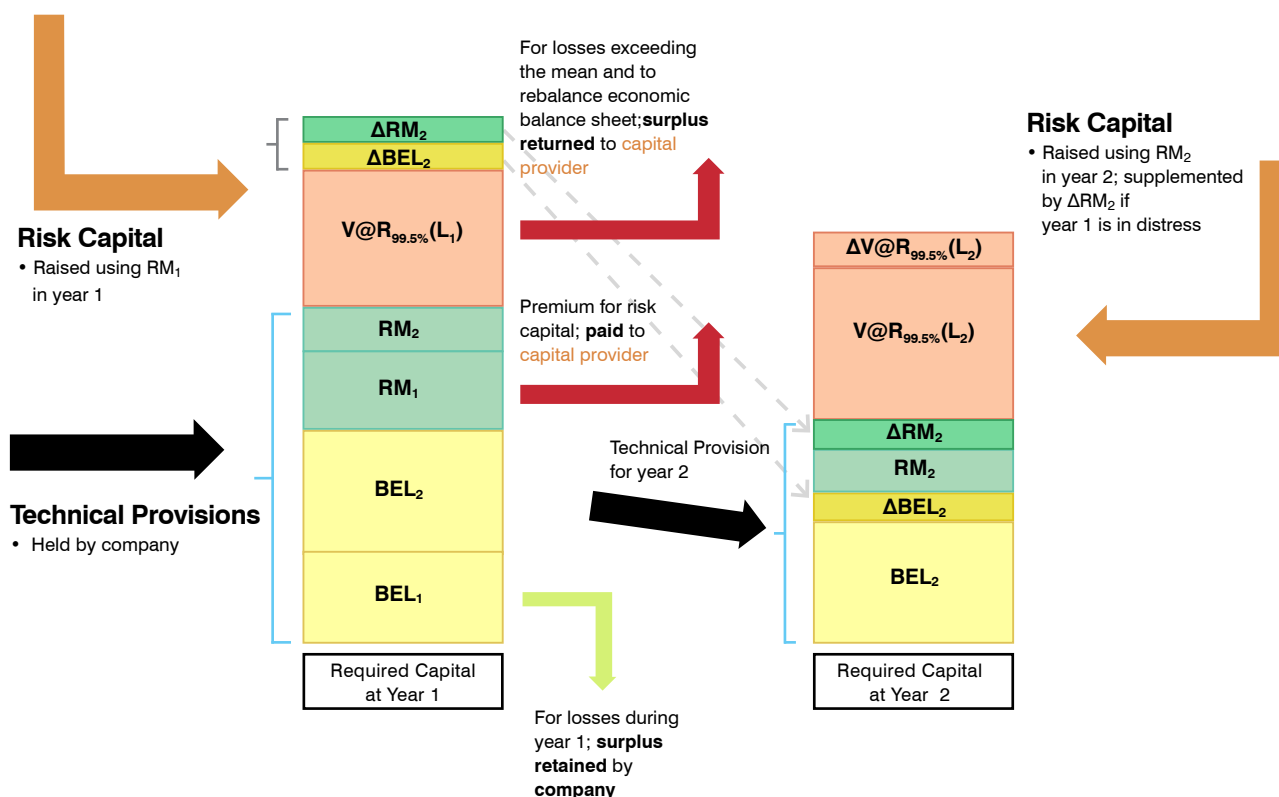 For losses exceeding
the mean and to
rebalance economic
balance sheet;surplus
returned to capital
provider
ΔRM₂
ΔBEL₂
V@R₉₉.₅%(L₁)
RM₂
RM₁
BEL₂
BEL₁
Required Capital
at Year 1
Risk Capital
• Raised using RM₁
in year 1
Technical Provisions
• Held by company
Premium for risk
capital; paid to
capital provider
For losses during
year 1; surplus
retained by
company
Technical Provision
for year 2
Risk Capital
• Raised using RM₂
in year 2; supplemented
by ΔRM₂ if
year 1 is in distress
ΔV@R₉₉.₅%(L₂)
V@R₉₉.₅%(L₂)
ΔRM₂
RM₂
ΔBEL₂
BEL₂
Required Capital
at Year 2